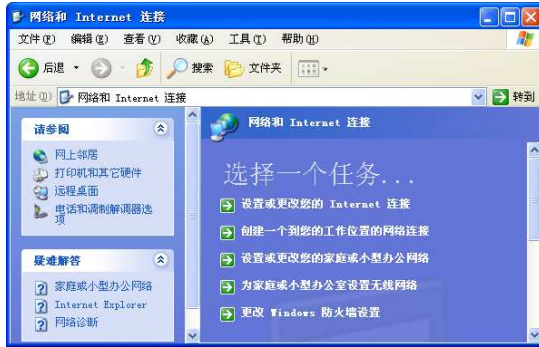 网络和 Internet 连接
文件(F) 编辑(E) 查看(V) 收藏(A) 工具(T) 帮助(H)
后退 搜索 文件夹
地址(D) 网络和 Internet 连接 转到
请参阅
网上邻居
打印机和其它硬件
远程桌面
电话和调制解调器选
项
疑难解答
家庭或小型办公网络
Internet Explorer
网络诊断
网络和 Internet 连接
选择一个任务...
设置或更改您的 Internet 连接
创建一个到您的工作位置的网络连接
设置或更改您的家庭或小型办公网络
为家庭或小型办公室设置无线网络
更改 Windows 防火墙设置